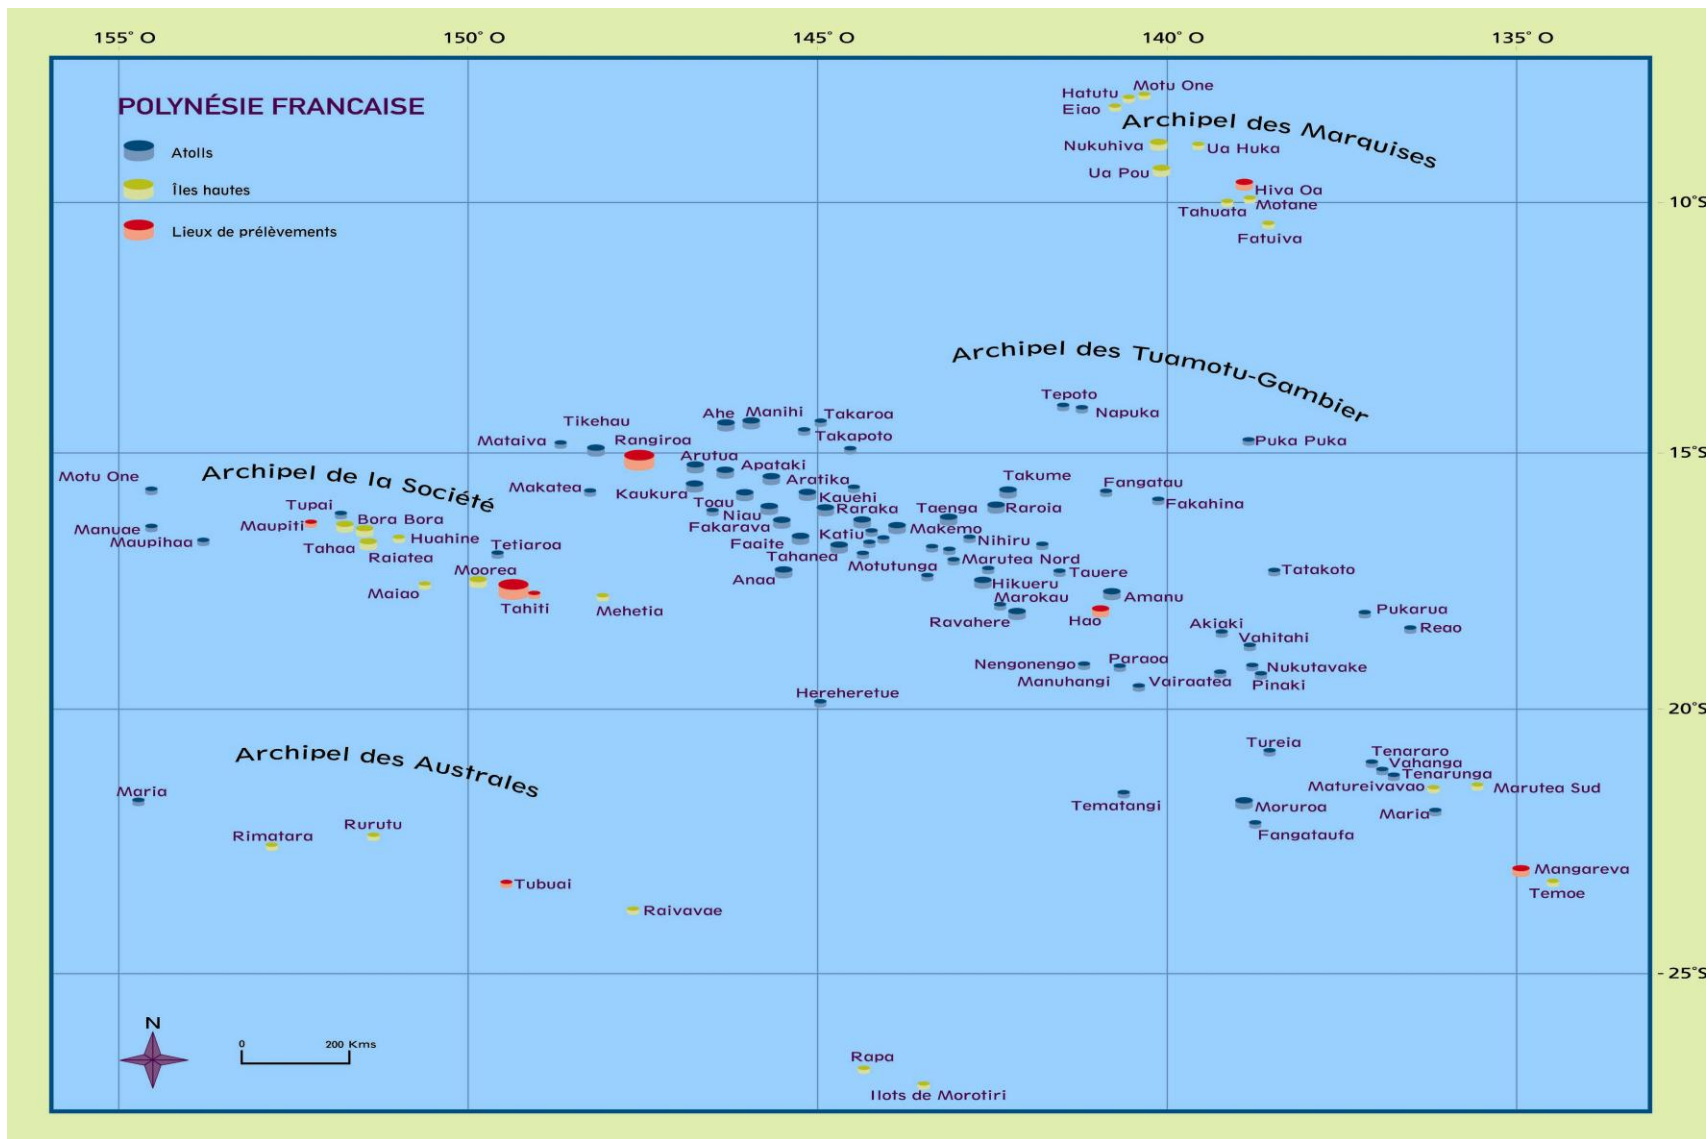 155° O
150° O
145° O
140° O
135° O
POLYNÉSIE FRANCAISE
Atolls
Îles hautes
Lieux de prélèvements
Hatutu
Motu One
Eiao
Archipel des Marquises
Nukuhiva
Ua Huka
Ua Pou
Hiva Oa
Motane
Tahuata
Fatuiva
10°S
Archipel des Tuamotu-Gambier
Tepoto
Napuka
Puka Puka
Tikehau
Ahe
Manihi
Takaroa
Mataiva
Rangiroa
Takapoto
15°S
Arutua
Apataki
Archipel de la Société
Motu One
Makatea
Kaukura
Aratika
Takume
Fangatau
Tupai
Toau
Kauehi
Fakahina
Maupiti
Bora Bora
Niau
Raraka
Taenga
Raroia
Manuae
Maupihaa
Huahine
Fakarava
Katiu
Makemo
Nihiru
Tahaa
Raiatea
Tetiaroa
Faaite
Tahanea
Motutunga
Marutea Nord
Moorea
Anaa
Hikueru
Tauere
Tatakoto
Maiao
Tahiti
Mehetia
Marokau
Amanu
Ravahere
Hao
Pukarua
Akiaki
Reao
Vahitahi
Nengonengo
Paraoa
Nukutavake
Manuhangi
Vairaatea
Pinaki
Hereheretue
20°S
Archipel des Australes
Tureia
Tenararo
Vahanga
Tenarunga
Maria
Tematangi
Matureivavao
Marutea Sud
Moruroa
Maria
Rurutu
Rimatara
Fangataufa
Tubuai
Mangareva
Temoe
Raivavae
25°S
N
0
200 Kms
Rapa
Ilots de Morotiri